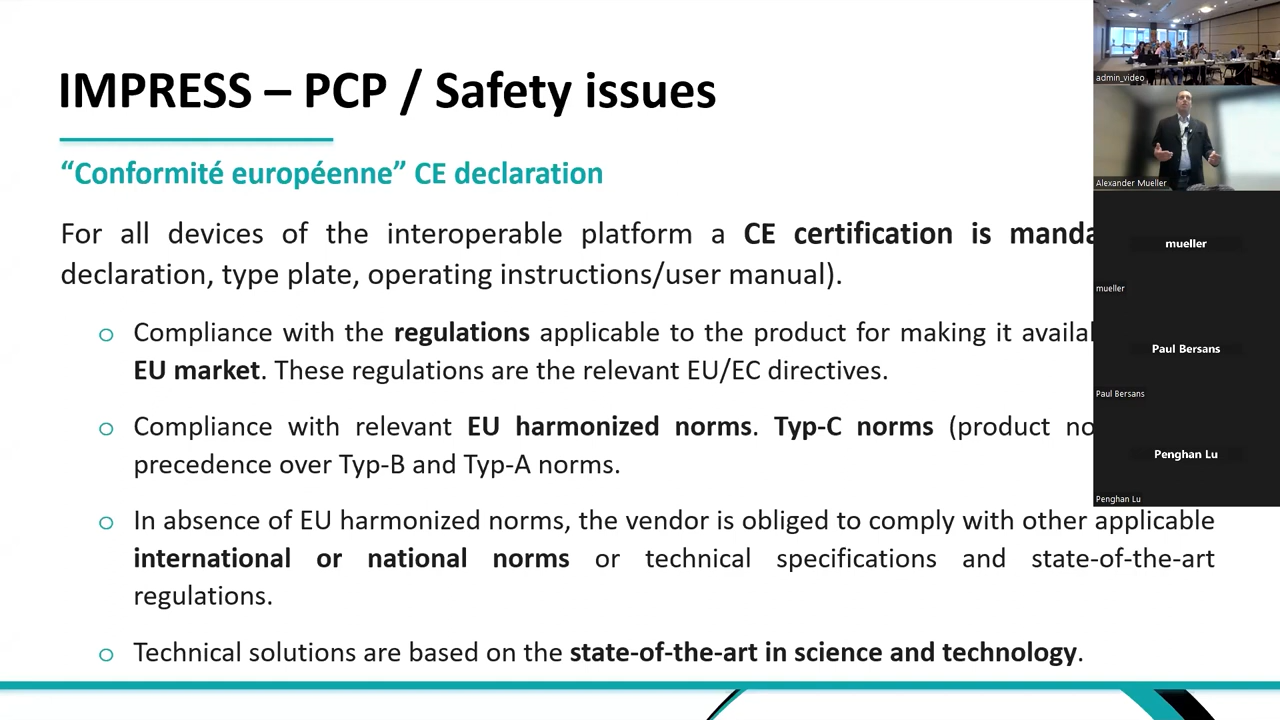 IMPRESS – PCP / Safety issues
“Conformité européenne” CE declaration
For all devices of the interoperable platform a CE certification is
declaration, type plate, operating instructions/user manual).
o Compliance with the regulations applicable to the product for making it
EU market. These regulations are the relevant EU/EC directives.
o Compliance with relevant EU harmonized norms. Typ-C norms (product
precedence over Typ-B and Typ-A norms.
o In absence of EU harmonized norms, the vendor is obliged to comply with other applicable
international or national norms or technical specifications and state-of-the-art
regulations.
o Technical solutions are based on the state-of-the-art in science and technology.
admin_video
Alexander Mueller
mueller
mueller
Paul Bersans
Paul Bersans
Penghan Lu
Penghan Lu